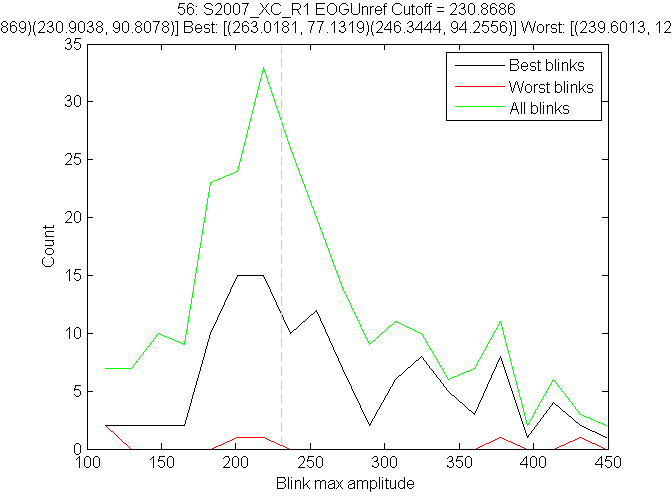 56: S2007_XC_R1 EOGUnref Cutoff = 230.8686
869)(230.9038, 90.8078)] Best: [(263.0181, 77.1319)(246.3444, 94.2556)] Worst: [(239.6013, 12
35
30
25
20
15
10
5
0
Count
Best blinks
Worst blinks
All blinks
100 150 200 250 300 350 400 450
Blink max amplitude